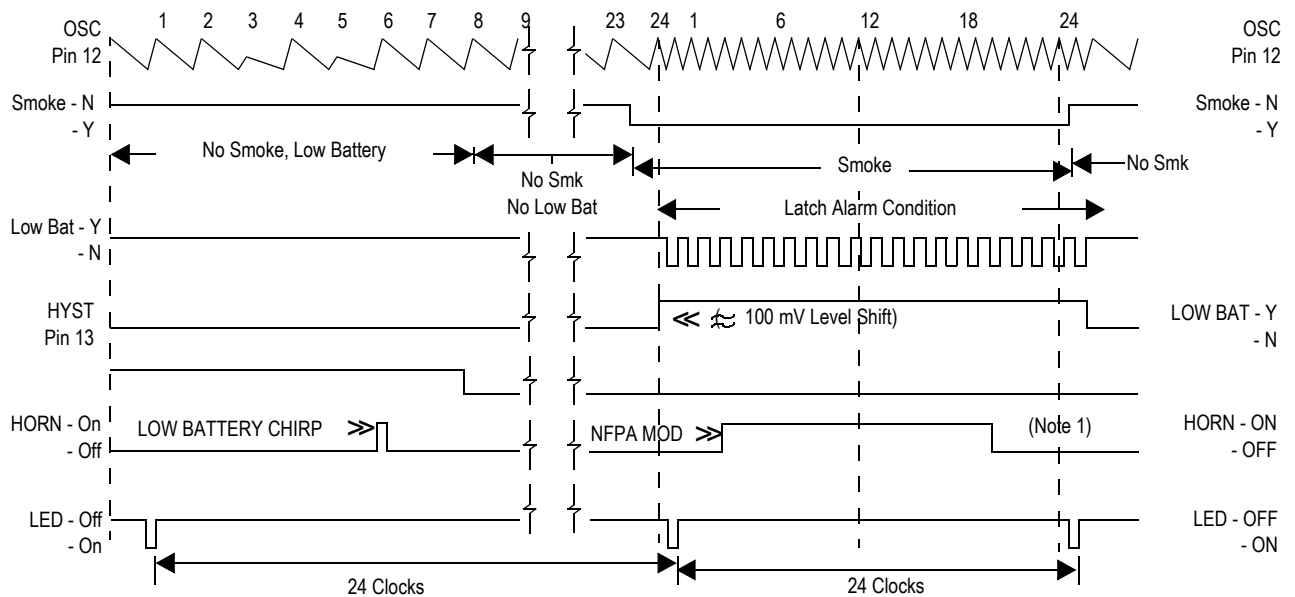 1 2 3 4 5 6 7 8 9 23 24 1 6 12 18 24
OSC
Pin 12
OSC
Pin 12
Smoke - N
- Y
Smoke - N
- Y
No Smoke, Low Battery
No Smk
No Low Bat
Smoke
No Smk
Latch Alarm Condition
Low Bat - Y
- N
HYST
Pin 13
≪ 100 mV Level Shift)
LOW BAT - Y
- N
HORN - On
- Off
LOW BATTERY CHIRP ≫
NFPA MOD ≫
(Note 1)
HORN - ON
- OFF
LED - Off
- On
LED - OFF
- ON
24 Clocks
24 Clocks